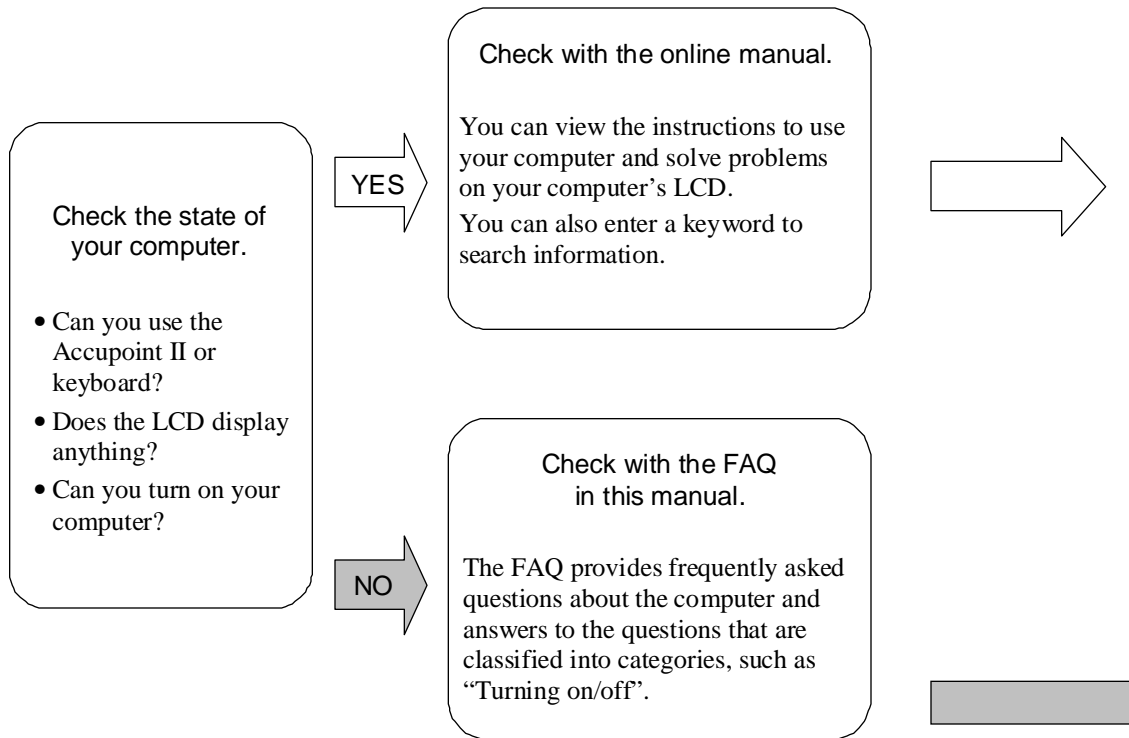 Check the state of
your computer.
• Can you use the
Accupoint II or
keyboard?
• Does the LCD display
anything?
• Can you turn on your
computer?
YES
Check with the online manual.
You can view the instructions to use
your computer and solve problems
on your computer’s LCD.
You can also enter a keyword to
search information.
NO
Check with the FAQ
in this manual.
The FAQ provides frequently asked
questions about the computer and
answers to the questions that are
classified into categories, such as
“Turning on/off”.